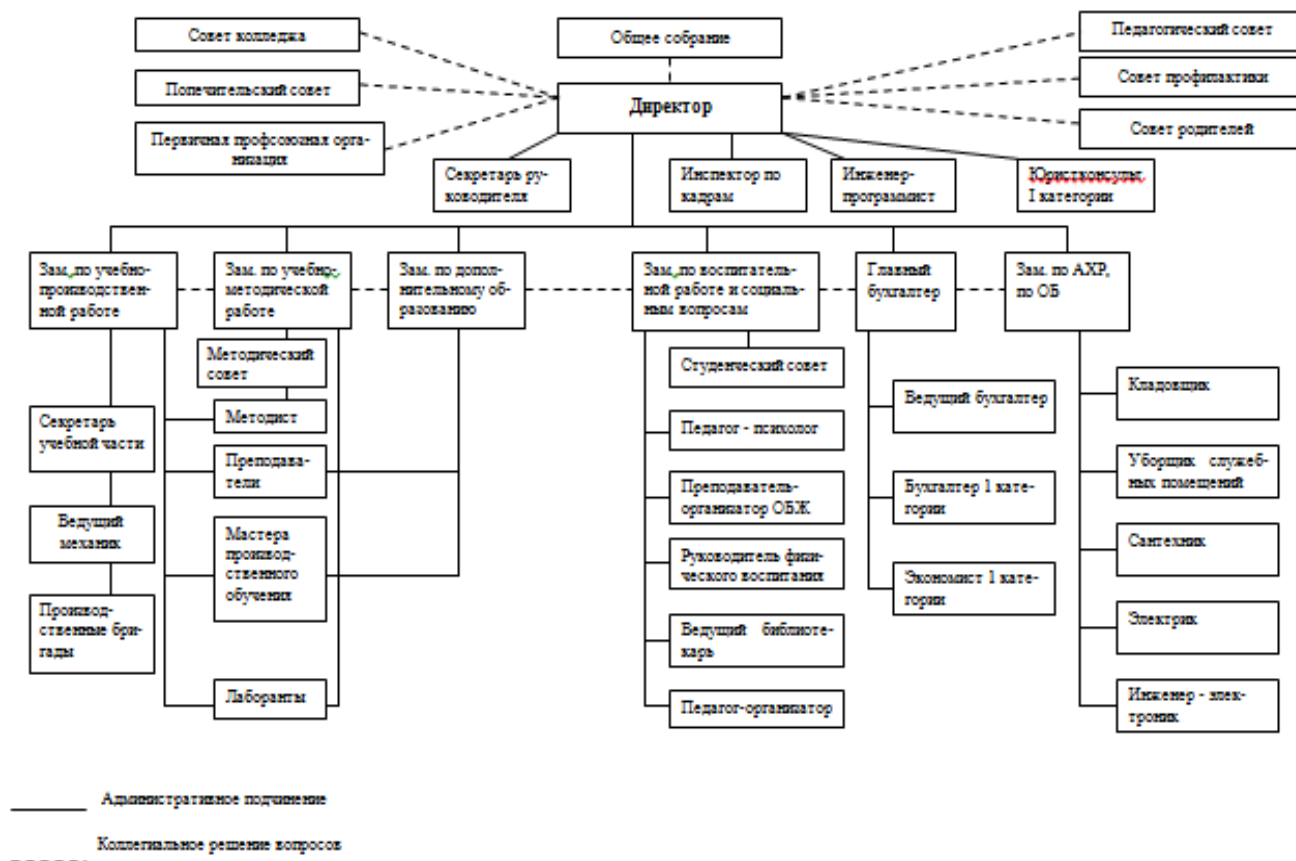 Совет колледжа
Общее собрание
Педагогический совет
Попечительский совет
Директор
Совет профилактики
Первичная профсоюзная орга-
низация
Совет родителей
Секретарь ру-
ководителя
Инспектор по
кадрам
Инженер-
программист
Юристконсульт
I категории
Зам. по учебно-
производствен-
ной работе
Зам. по учебно-
методической
работе
Зам. по допол-
нительному об-
разованию
Зам. по воспитатель-
ной работе и социаль-
ным вопросам
Главный
бухгалтер
Зам. по АХР,
по ОБ
Секретарь
учебной части
Ведущий
механик
Производ-
ственные бри-
гады
Методический
совет
Методист
Преподава-
тели
Мастера
производ-
ственного
обучения
Лаборанты
Студенческий совет
Педагог - психолог
Преподаватель-
организатор ОБЖ
Руководитель физи-
ческого воспитания
Ведущий библиоте-
карь
Педагог-организатор
Ведущий бухгалтер
Бухгалтер 1 кате-
гории
Экономист 1 кате-
гории
Кладовщик
Уборщик служеб-
ных помещений
Сантехник
Электрик
Инженер - элек-
троник
Административное подчинение
Коллегиальное решение вопросов